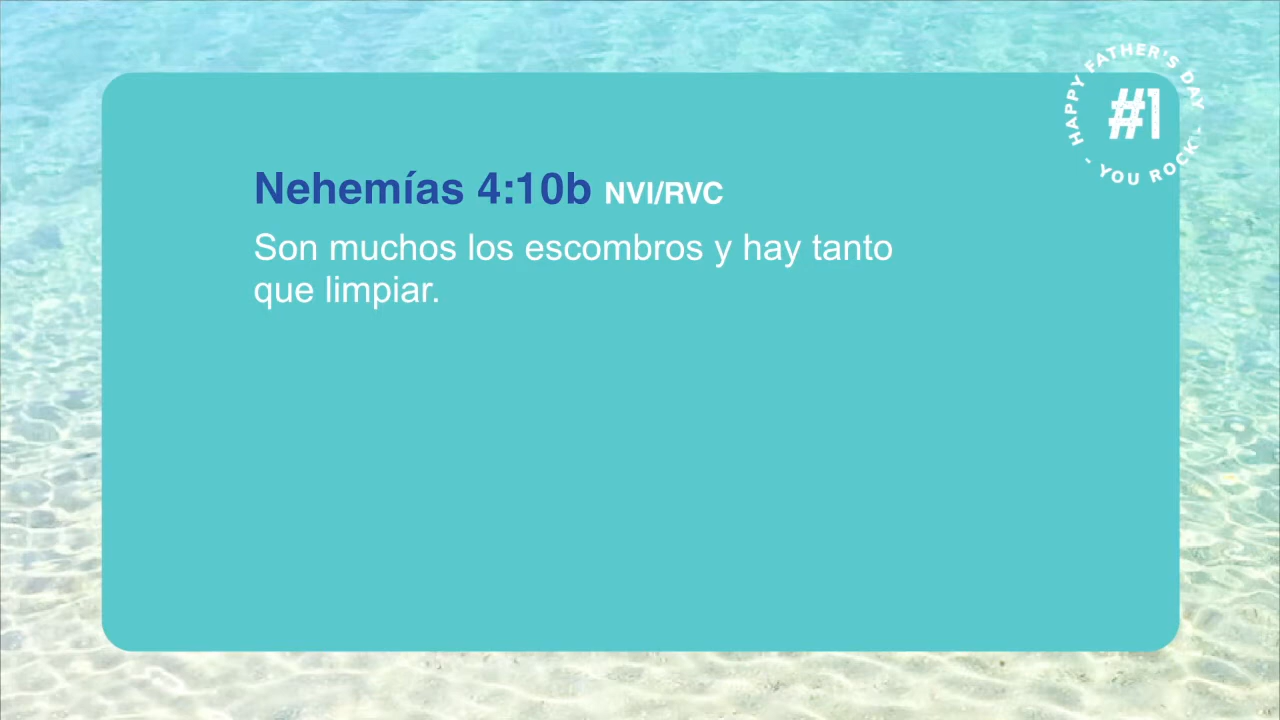 HAPPY FATHER'S DAY
#1
- YOU ROCK -
Nehemías 4:10b NVI/RVC
Son muchos los escombros y hay tanto
que limpiar.